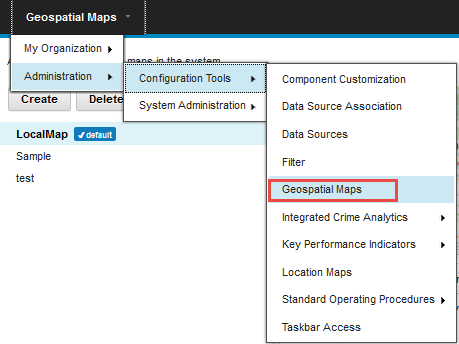 Geospatial Maps
My Organization
Administration
maps in the system
Create Delete
LocalMap default
Sample
test
Configuration Tools
System Administration
Component Customization
Data Source Association
Data Sources
Filter
Geospatial Maps
Integrated Crime Analytics
Key Performance Indicators
Location Maps
Standard Operating Procedures
Taskbar Access